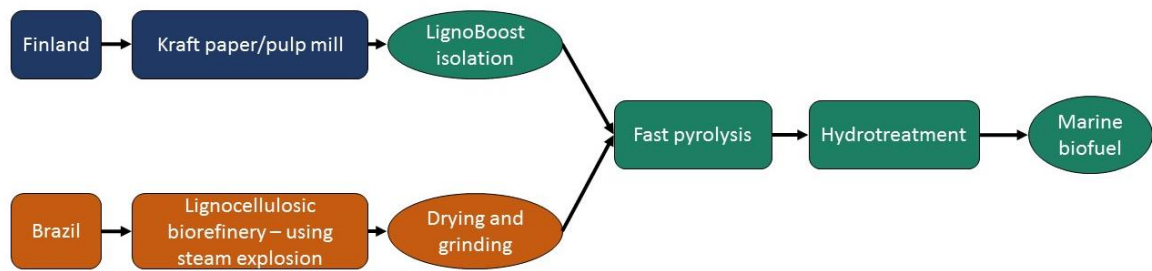 Finland
Kraft paper/pulp mill
LignoBoost
isolation
Fast pyrolysis
Hydrotreatment
Marine
biofuel
Brazil
Lignocellulosic
biorefinery – using
steam explosion
Drying and
grinding